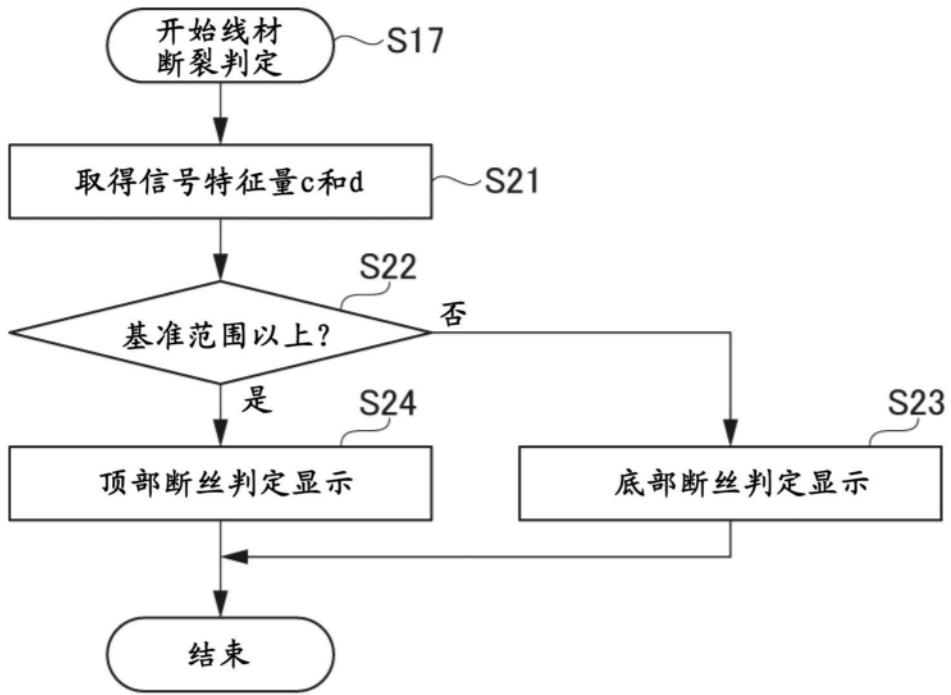 开始线材
断裂判定
S17
取得信号特征量c和d
S21
S22
基准范围以上?
否
是
S24
S23
顶部断丝判定显示
底部断丝判定显示
结束